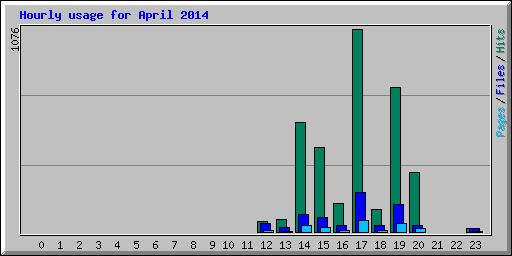 Hourly usage for April 2014
1076
Pages/Files/Hits
0 1 2 3 4 5 6 7 8 9 10 11 12 13 14 15 16 17 18 19 20 21 22 23